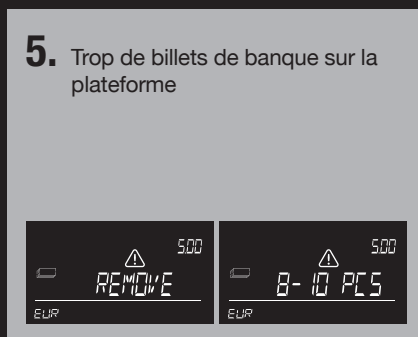 5. Trop de billets de banque sur la
plateforme
5.00
REMOVE
EUR
5.00
8-10 PCS
EUR